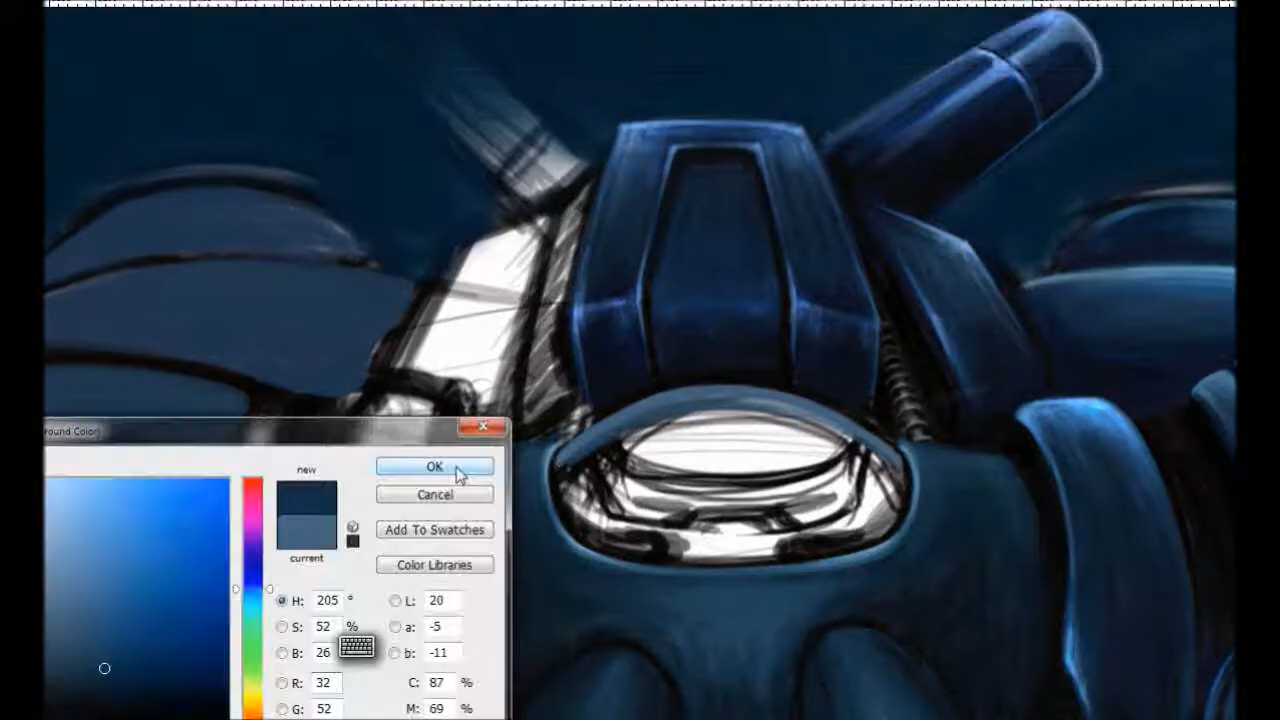 round Color
new
current
OK
Cancel
Add To Swatches
Color Libraries
H: 205 °
S: 52 %
B: 26
R: 32
G: 52
L: 20
a: -5
b: -11
C: 87 %
M: 69 %